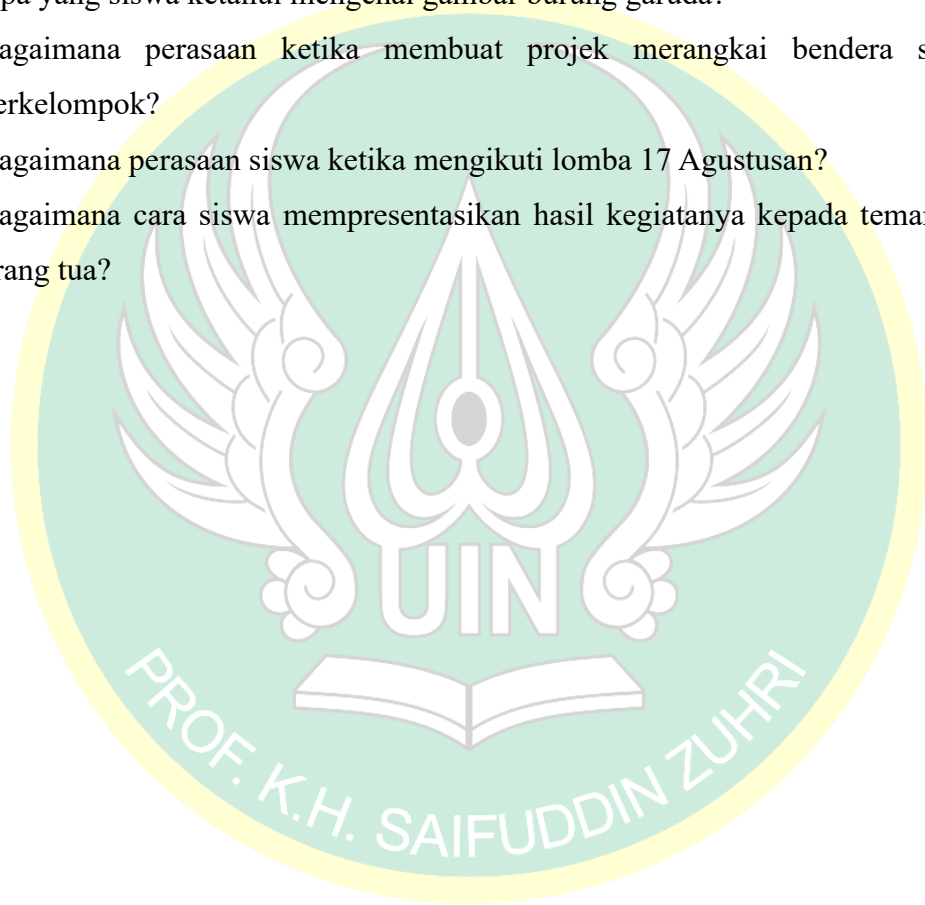 pa yang siswa ketahui mengenai gambar burung garuda?
agaimana perasaan ketika membuat projek merangkai bendera s
erkelompok?
agaimana perasaan siswa ketika mengikuti lomba 17 Agustusan?
agaimana cara siswa mempresentasikan hasil kegiatanya kepada teman
rang tua?
UIN
PROF. K.H. SAIFUDDIN ZUHRI